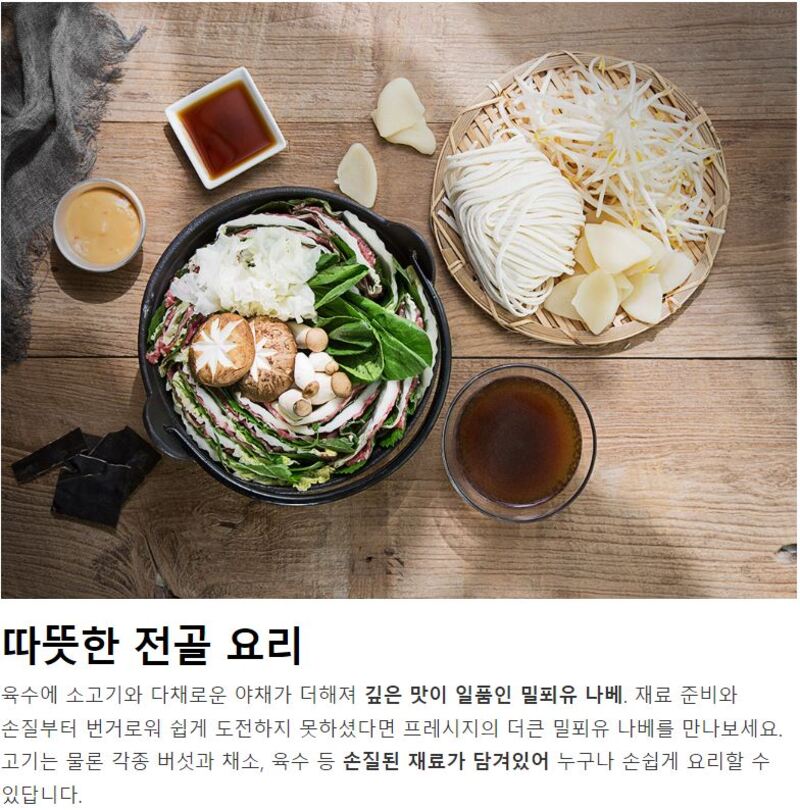 따뜻한 전골 요리
육수에 소고기와 다채로운 야채가 더해져 깊은 맛이 일품인 밀푀유 나베. 재료 준비와
손질부터 번거로워 쉽게 도전하지 못하셨다면 프레시지의 더큰 밀푀유 나베를 만나보세요.
고기는 물론 각종 버섯과 채소, 육수 등 손질된 재료가 담겨있어 누구나 손쉽게 요리할 수
있답니다.